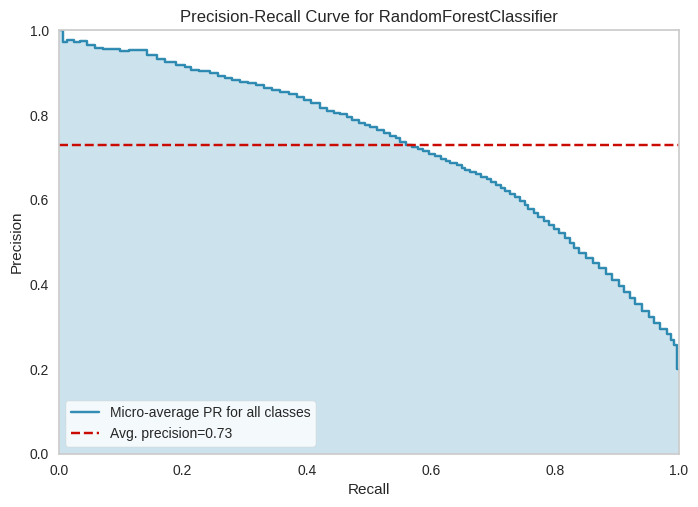 Precision-Recall Curve for RandomForestClassifier
1.0
0.8
0.6
0.4
0.2
0.0
Precision
Micro-average PR for all classes
Avg. precision=0.73
0.0 0.2 0.4 0.6 0.8 1.0
Recall